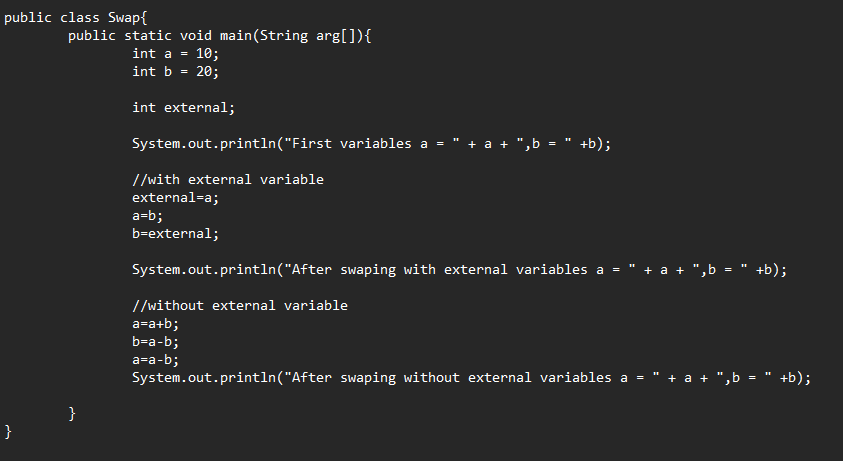 public class Swap{
public static void main(String arg[]){
int a = 10;
int b = 20;
int external;
System.out.println("First variables a = " + a + ",b = " +b);
//with external variable
external=a;
a=b;
b=external;
System.out.println("After swaping with external variables a = " + a + ",b = " +b);
//without external variable
a=a+b;
b=a-b;
a=a-b;
System.out.println("After swaping without external variables a = " + a + ",b = " +b);
}
}